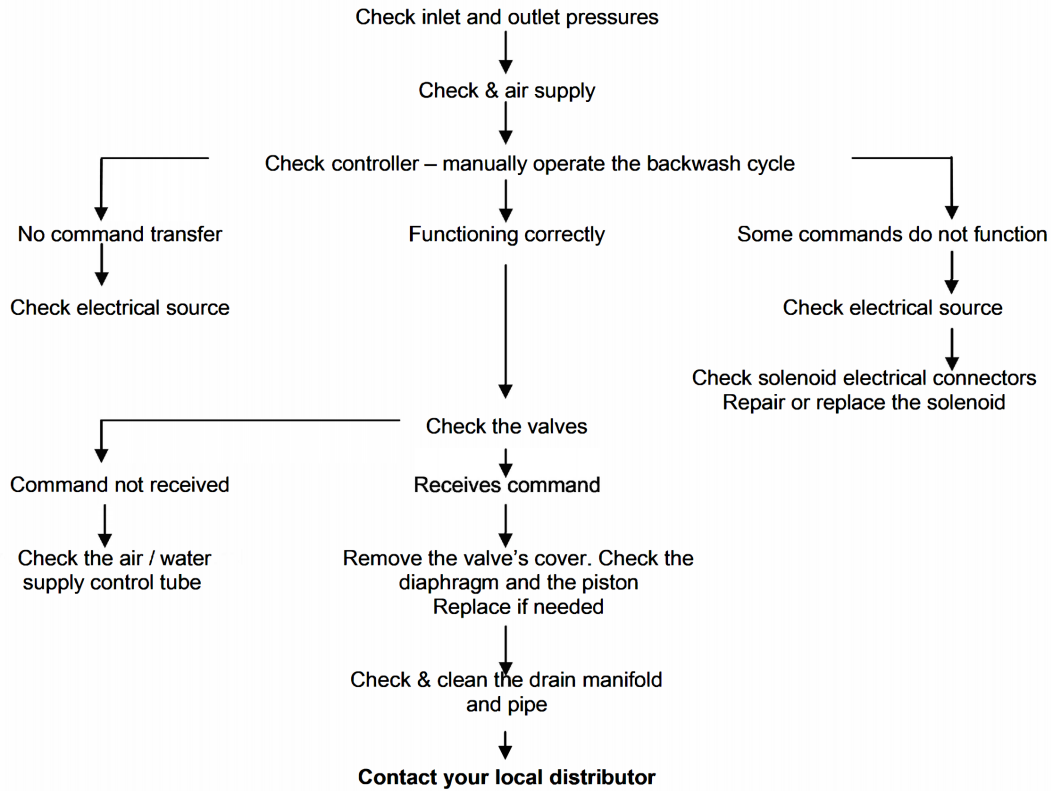 Check inlet and outlet pressures
Check & air supply
Check controller – manually operate the backwash cycle
No command transfer
Functioning correctly
Some commands do not function
Check electrical source
Check electrical source
Check solenoid electrical connectors
Repair or replace the solenoid
Check the valves
Command not received
Receives command
Check the air / water
supply control tube
Remove the valve's cover. Check the
diaphragm and the piston
Replace if needed
Check & clean the drain manifold
and pipe
Contact your local distributor